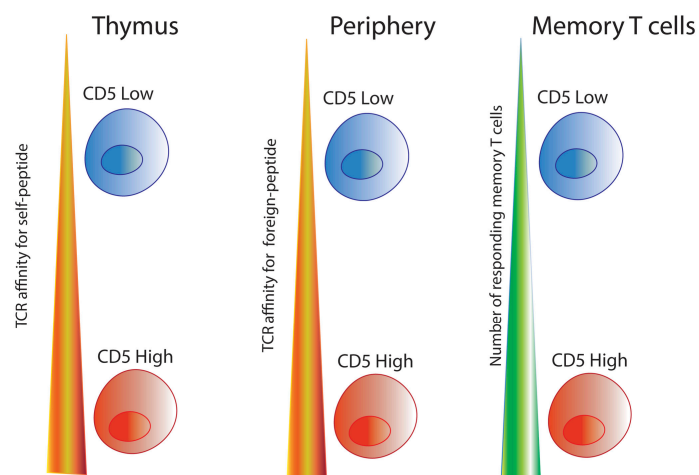 Thymus
CD5 Low
TCR affinity for self-peptide
CD5 High
Periphery
CD5 Low
TCR affinity for foreign-peptide
CD5 High
Memory T cells
CD5 Low
Number of responding memory T cells
CD5 High